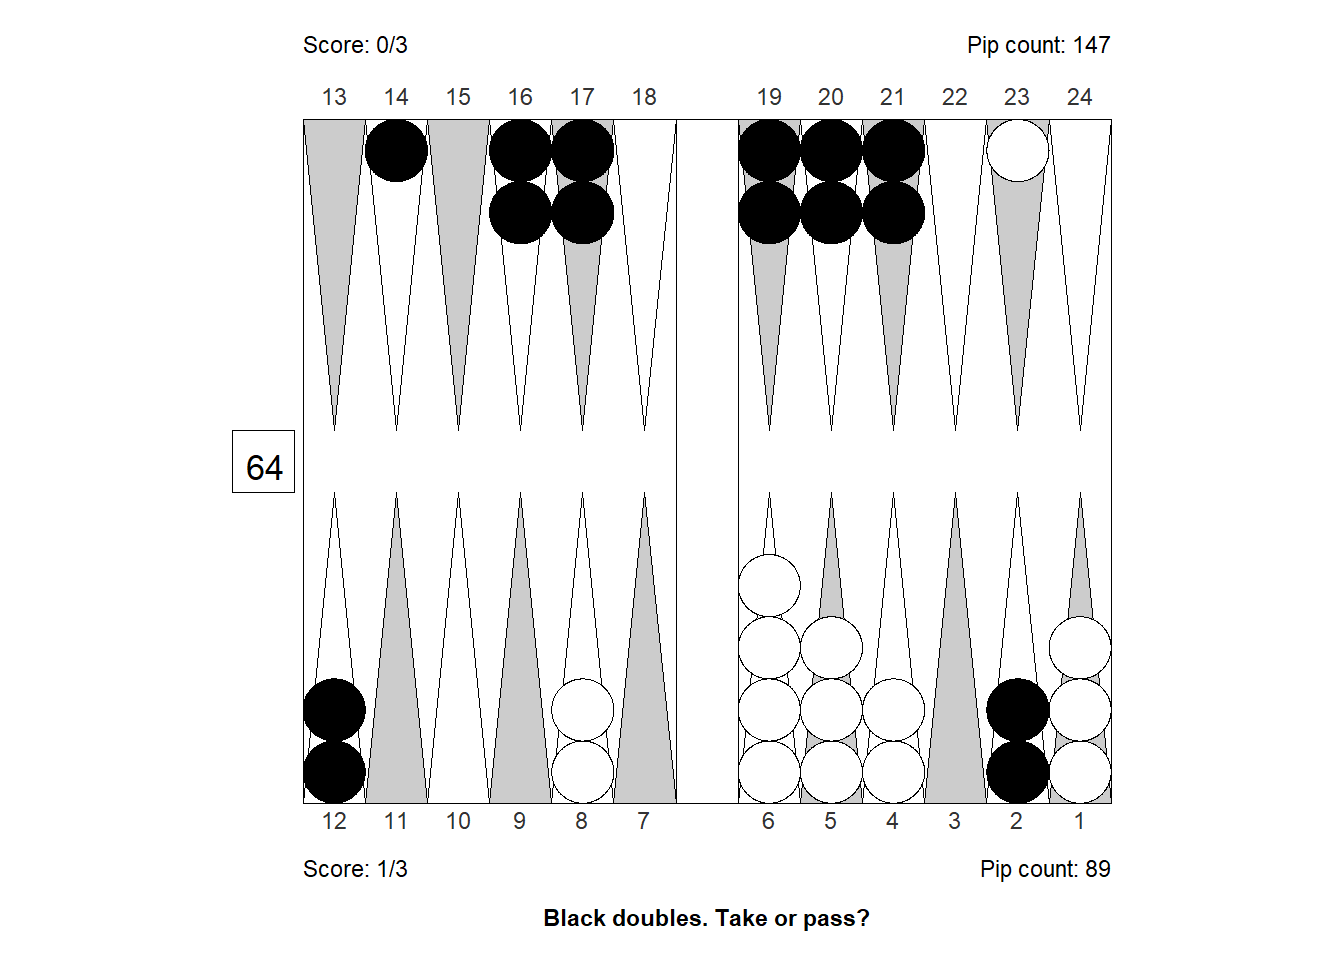 Score: 0/3 Pip count: 147
13 14 15 16 17 18 19 20 21 22 23 24
64
12 11 10 9 8 7 6 5 4 3 2 1
Score: 1/3 Pip count: 89
Black doubles. Take or pass?